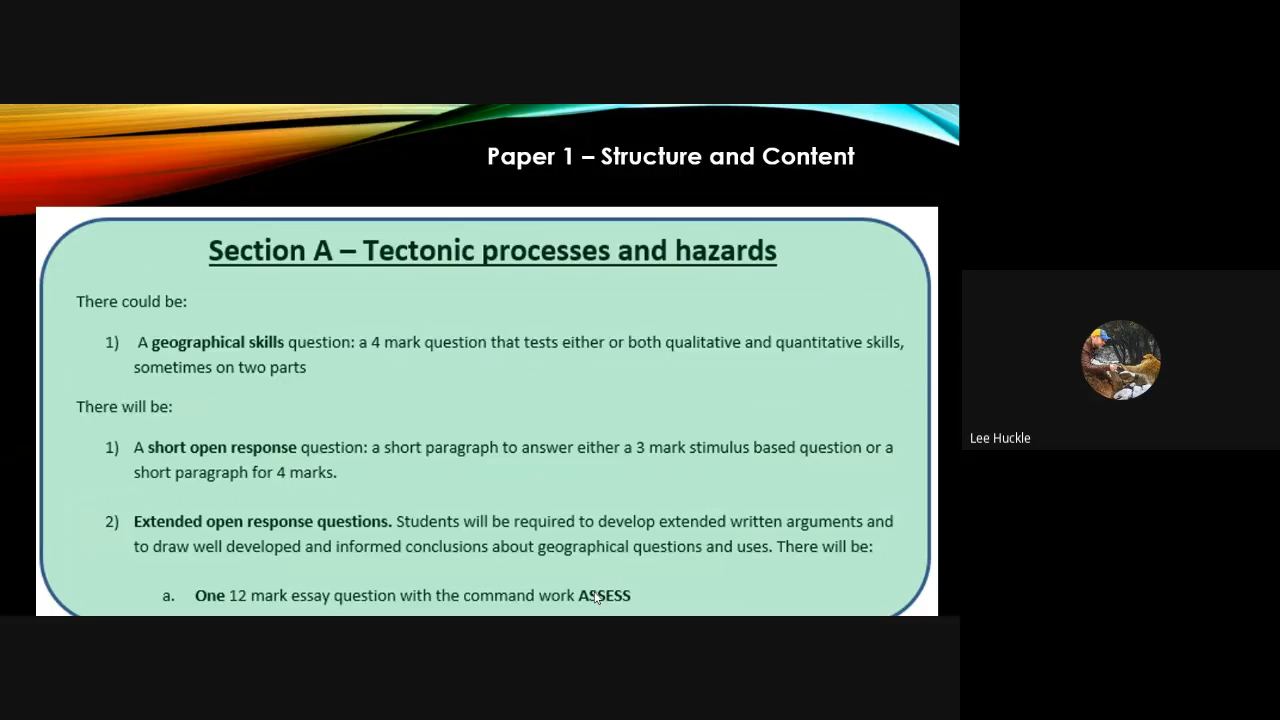 Paper 1 – Structure and Content
Section A – Tectonic processes and hazards
There could be:
1) A geographical skills question: a 4 mark question that tests either or both qualitative and quantitative skills,
sometimes on two parts
There will be:
1) A short open response question: a short paragraph to answer either a 3 mark stimulus based question or a
short paragraph for 4 marks.
2) Extended open response questions. Students will be required to develop extended written arguments and
to draw well developed and informed conclusions about geographical questions and uses. There will be:
a. One 12 mark essay question with the command work ASSESS
Lee Huckle